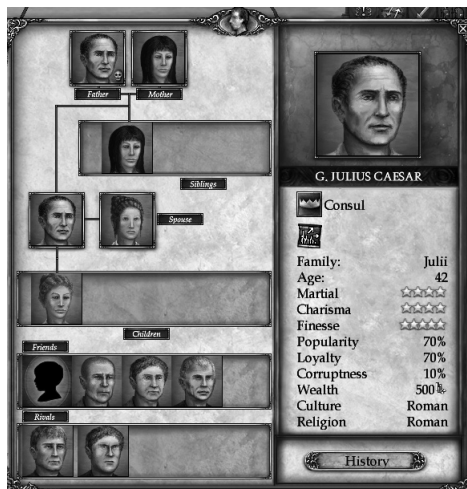 Father
Mother
Siblings
Spouse
Children
Friends
Rivals
G. JULIUS CAESAR
Consul
Family: Julii
Age: 42
Martial
Charisma
Finesse
Popularity 70%
Loyalty 70%
Corruptness 10%
Wealth 500
Culture Roman
Religion Roman
History